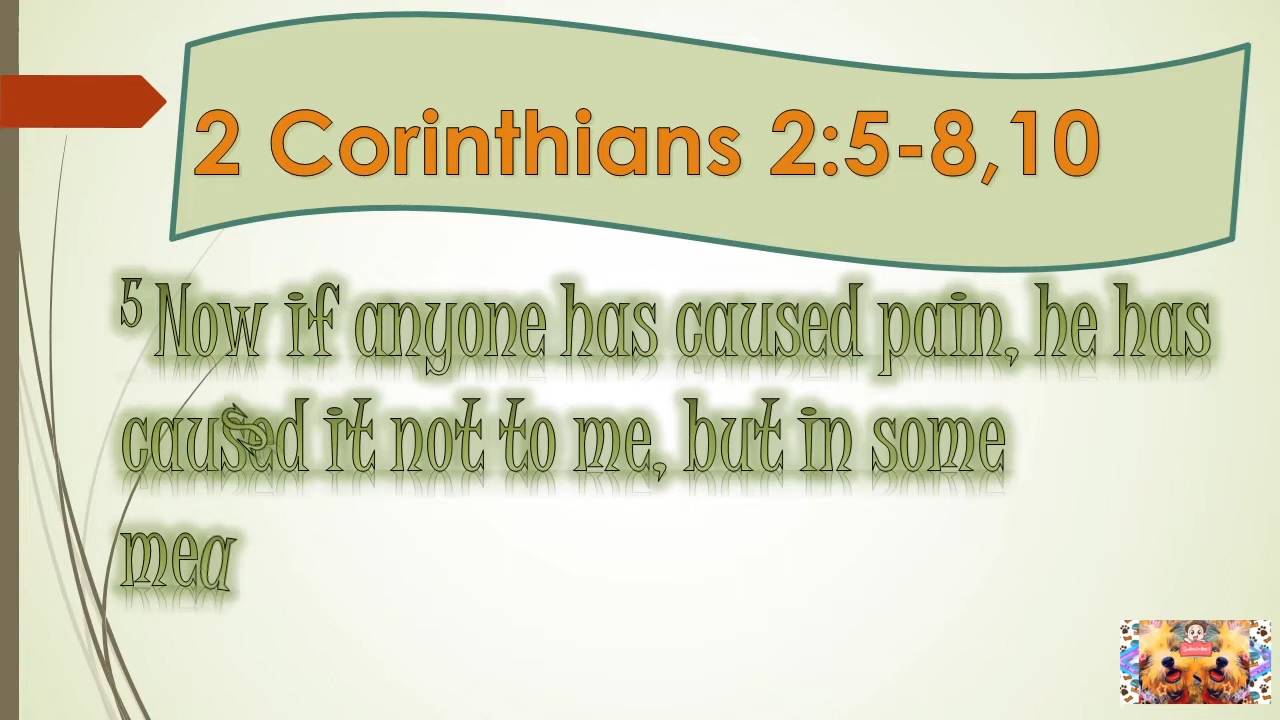 2 Corinthians 2:5-8,10
5 Now if anyone has caused pain, he has
caused it not to me, but in some
mea